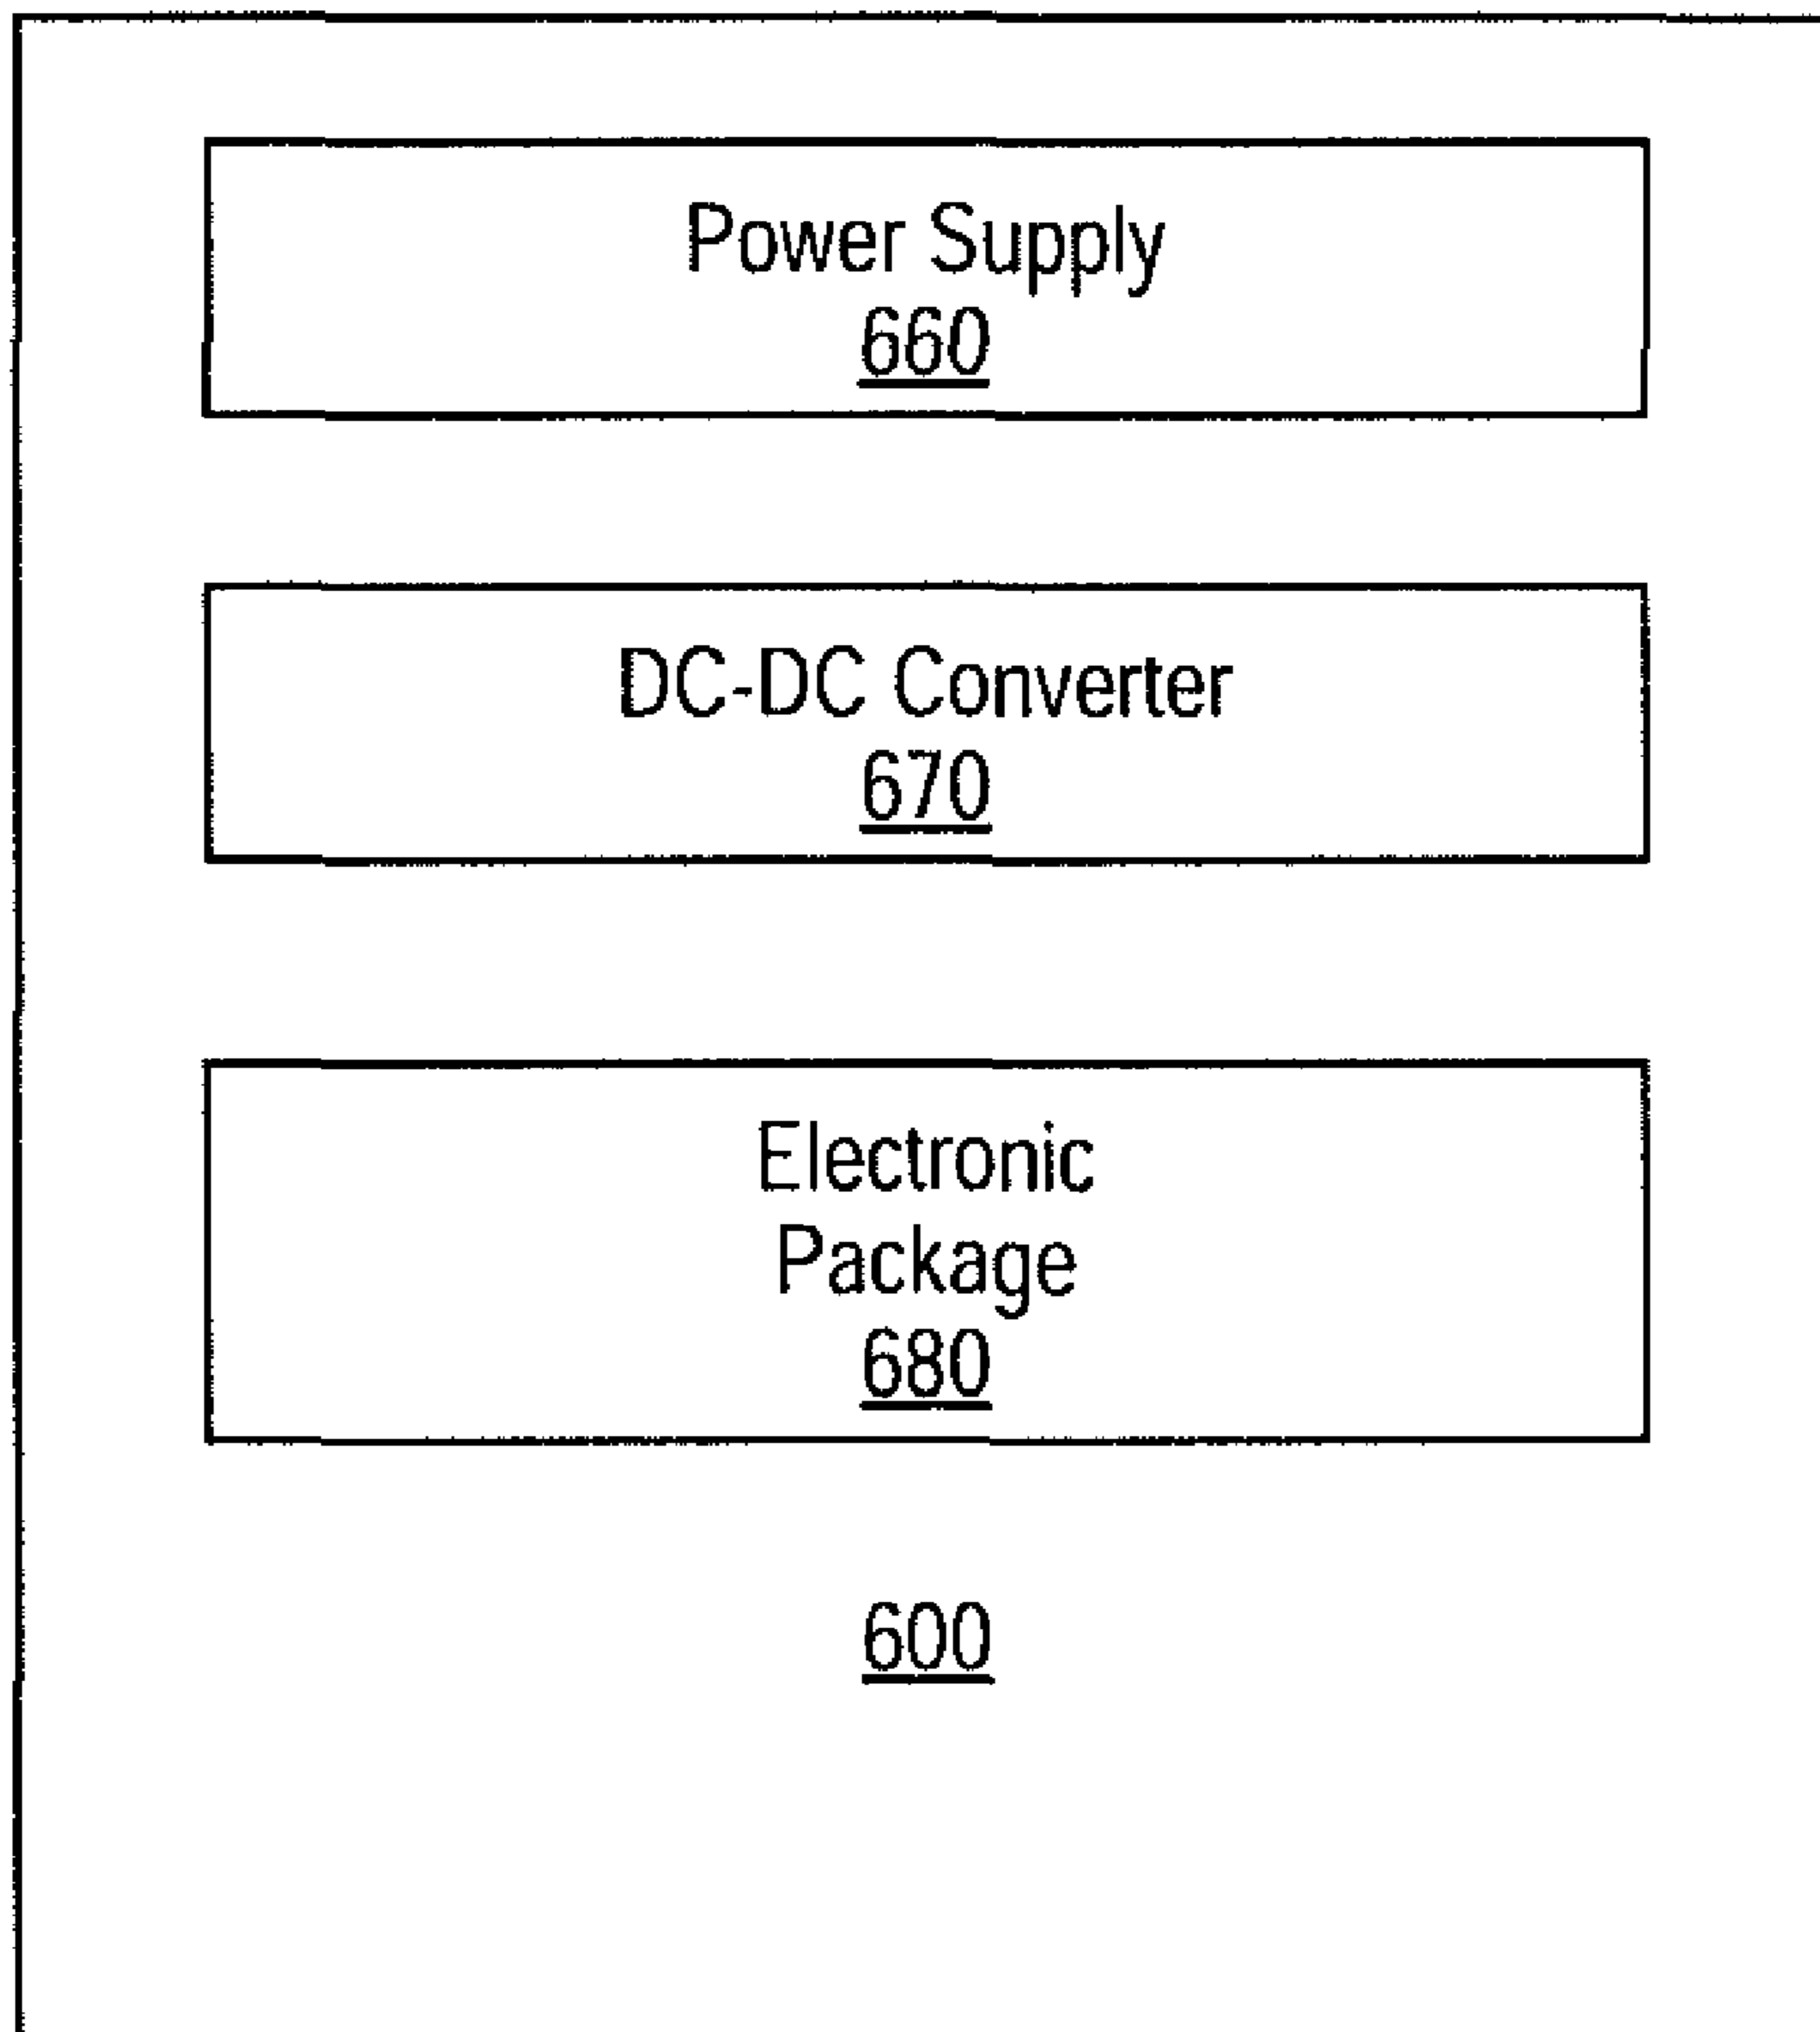 Power Supply
660
DC-DC Converter
670
Electronic
Package
680
600